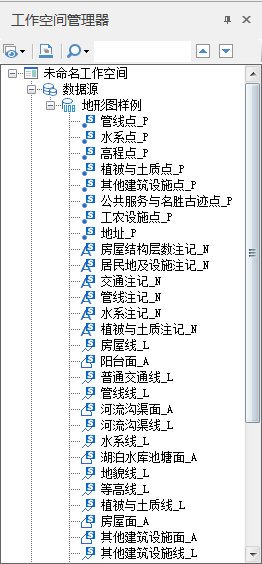 工作空间管理器
未命名工作空间
数据源
地形图样例
管线点_P
水系点_P
高程点_P
植被与土质点_P
其他建筑设施点_P
公共服务与名胜古迹点_P
工农设施点_P
地址_P
房屋结构层数注记_N
居民地及设施注记_N
交通注记_N
管线注记_N
水系注记_N
植被与土质注记_N
房屋线_L
阳台面_A
普通交通线_L
管线线_L
河流沟渠面_A
河流沟渠线_L
水系线_L
湖泊水库池塘面_A
地貌线_L
等高线_L
植被与土质线_L
房屋面_A
其他建筑设施面_A
其他建筑设施线_L